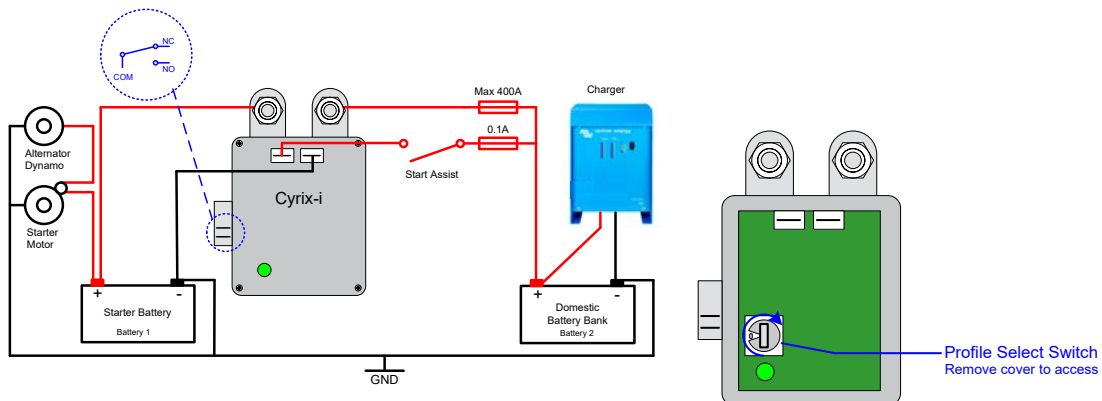 NC
NO
COM
Max 400A
Charger
0.1A
Start Assist
Alternator
Dynamo
Starter
Motor
Cyrix-i
+
-
Starter Battery
Battery 1
+
-
Domestic
Battery Bank
Battery 2
GND
0
Profile Select Switch
Remove cover to access